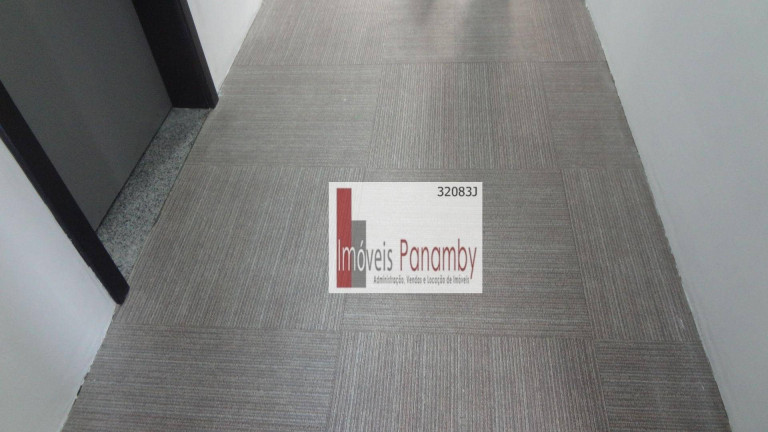 32083J
Imóveis Panamby
Administração, Vendas e Locação de Imóveis